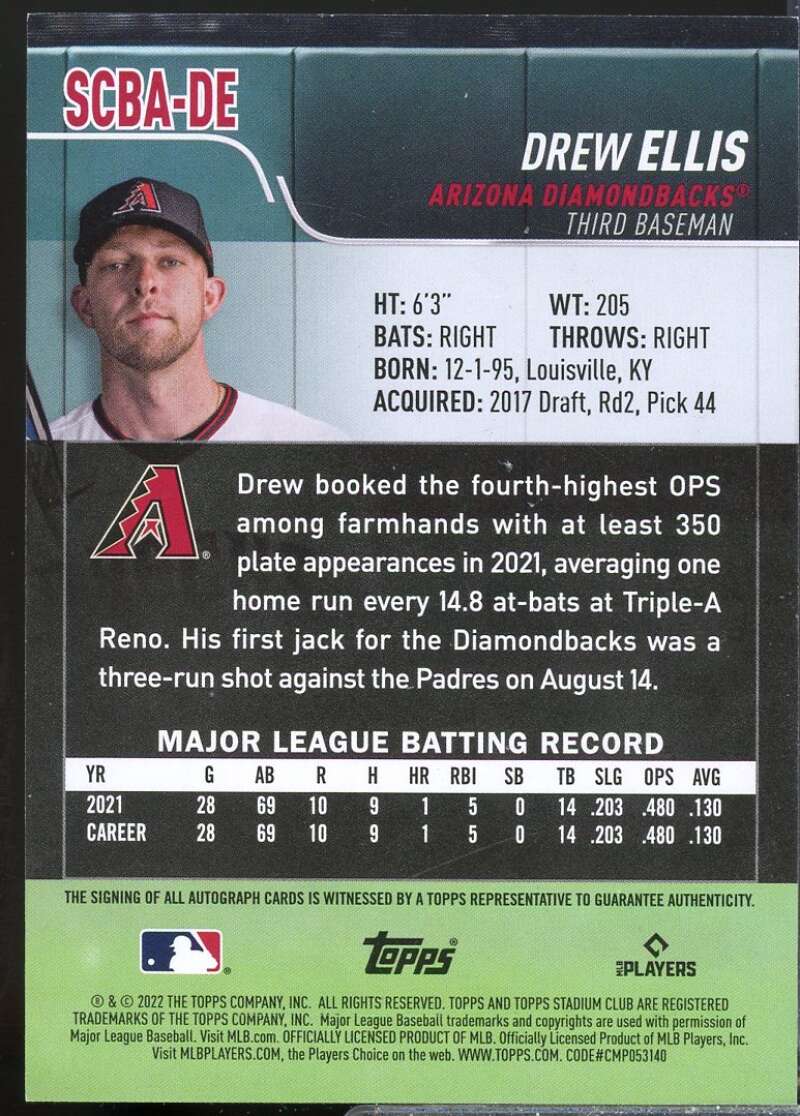 SCBA-DE
DREW ELLIS
ARIZONA DIAMONDBACKS®
THIRD BASEMAN
HT: 6'3" WT: 205
BATS: RIGHT THROWS: RIGHT
BORN: 12-1-95, Louisville, KY
ACQUIRED: 2017 Draft, Rd2, Pick 44
Drew booked the fourth-highest OPS
among farmhands with at least 350
plate appearances in 2021, averaging one
home run every 14.8 at-bats at Triple-A
Reno. His first jack for the Diamondbacks was a
three-run shot against the Padres on August 14.
MAJOR LEAGUE BATTING RECORD
YR G AB R H HR RBI SB TB SLG OPS AVG
2021 28 69 10 9 1 5 0 14 .203 .480 .130
CAREER 28 69 10 9 1 5 0 14 .203 .480 .130
THE SIGNING OF ALL AUTOGRAPH CARDS IS WITNESSED BY A TOPPS REPRESENTATIVE TO GUARANTEE AUTHENTICITY.
topps® MLB PLAYERS
® & © 2022 THE TOPPS COMPANY, INC. ALL RIGHTS RESERVED. TOPPS AND TOPPS STADIUM CLUB ARE REGISTERED
TRADEMARKS OF THE TOPPS COMPANY, INC. Major League Baseball trademarks and copyrights are used with permission of
Major League Baseball. Visit MLB.com. OFFICIALLY LICENSED PRODUCT OF MLB. Officially Licensed Product of MLB Players, Inc.
Visit MLBPLAYERS.COM, the Players Choice on the web. WWW.TOPPS.COM. CODE#CMP053140